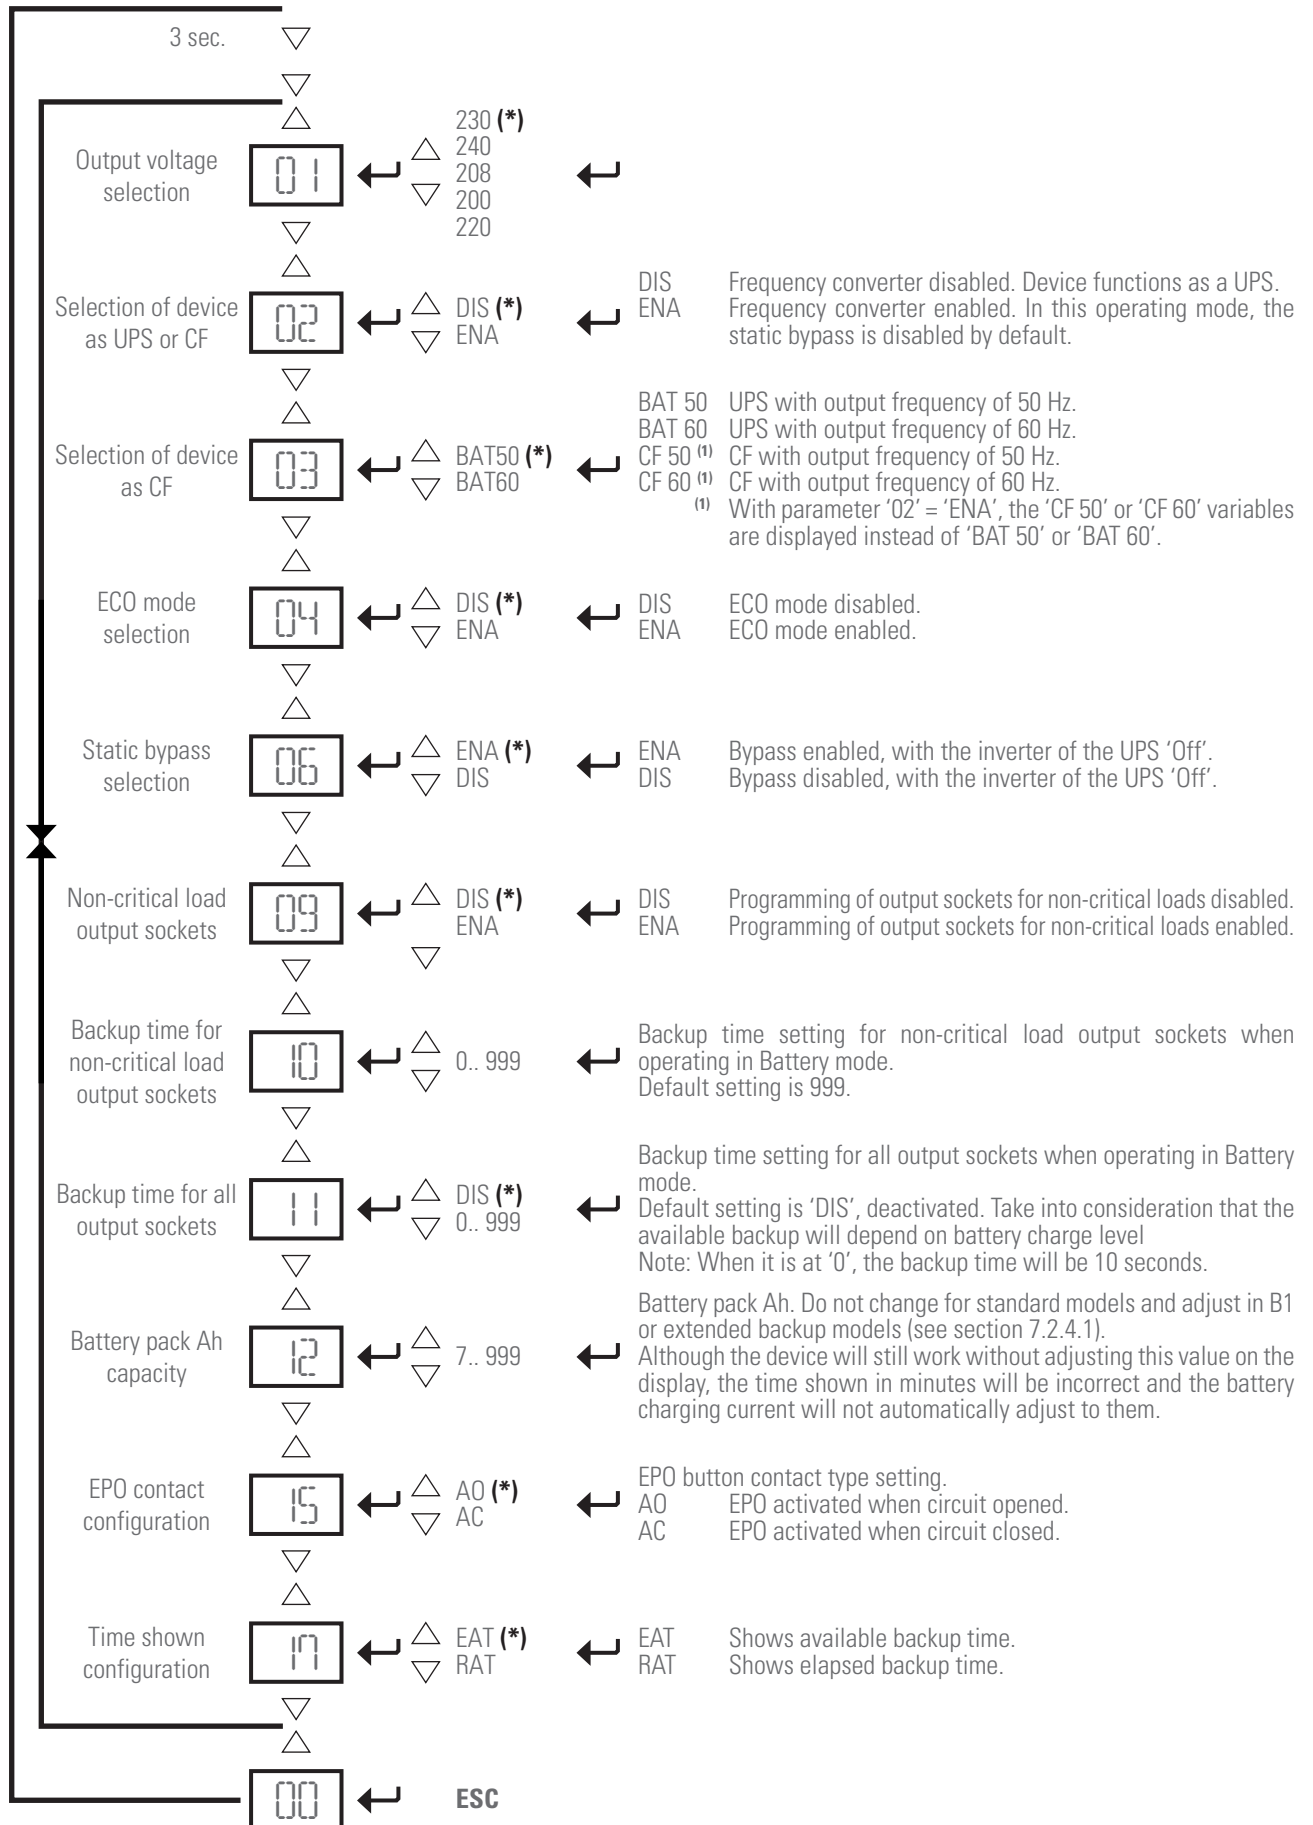 3 sec.
Output voltage
selection
01
230 (*)
240
208
200
220
Selection of device
as UPS or CF
02
DIS (*)
ENA
DIS Frequency converter disabled. Device functions as a UPS.
ENA Frequency converter enabled. In this operating mode, the
static bypass is disabled by default.
Selection of device
as CF
03
BAT50 (*)
BAT60
BAT 50 UPS with output frequency of 50 Hz.
BAT 60 UPS with output frequency of 60 Hz.
CF 50 (1) CF with output frequency of 50 Hz.
CF 60 (1) CF with output frequency of 60 Hz.
(1) With parameter ‘02’ = ‘ENA’, the ‘CF 50’ or ‘CF 60’ variables
are displayed instead of ‘BAT 50’ or ‘BAT 60’.
ECO mode
selection
04
DIS (*)
ENA
DIS ECO mode disabled.
ENA ECO mode enabled.
Static bypass
selection
06
ENA (*)
DIS
ENA Bypass enabled, with the inverter of the UPS ‘Off’.
DIS Bypass disabled, with the inverter of the UPS ‘Off’.
Non-critical load
output sockets
09
DIS (*)
ENA
DIS Programming of output sockets for non-critical loads disabled.
ENA Programming of output sockets for non-critical loads enabled.
Backup time for
non-critical load
output sockets
10
0.. 999
Backup time setting for non-critical load output sockets when
operating in Battery mode.
Default setting is 999.
Backup time for all
output sockets
11
DIS (*)
0.. 999
Backup time setting for all output sockets when operating in Battery
mode.
Default setting is ‘DIS’, deactivated. Take into consideration that the
available backup will depend on battery charge level
Note: When it is at ‘0’, the backup time will be 10 seconds.
Battery pack Ah
capacity
12
7.. 999
Battery pack Ah. Do not change for standard models and adjust in B1
or extended backup models (see section 7.2.4.1).
Although the device will still work without adjusting this value on the
display, the time shown in minutes will be incorrect and the battery
charging current will not automatically adjust to them.
EPO contact
configuration
15
AO (*)
AC
EPO button contact type setting.
AO EPO activated when circuit opened.
AC EPO activated when circuit closed.
Time shown
configuration
17
EAT (*)
RAT
EAT Shows available backup time.
RAT Shows elapsed backup time.
00
ESC